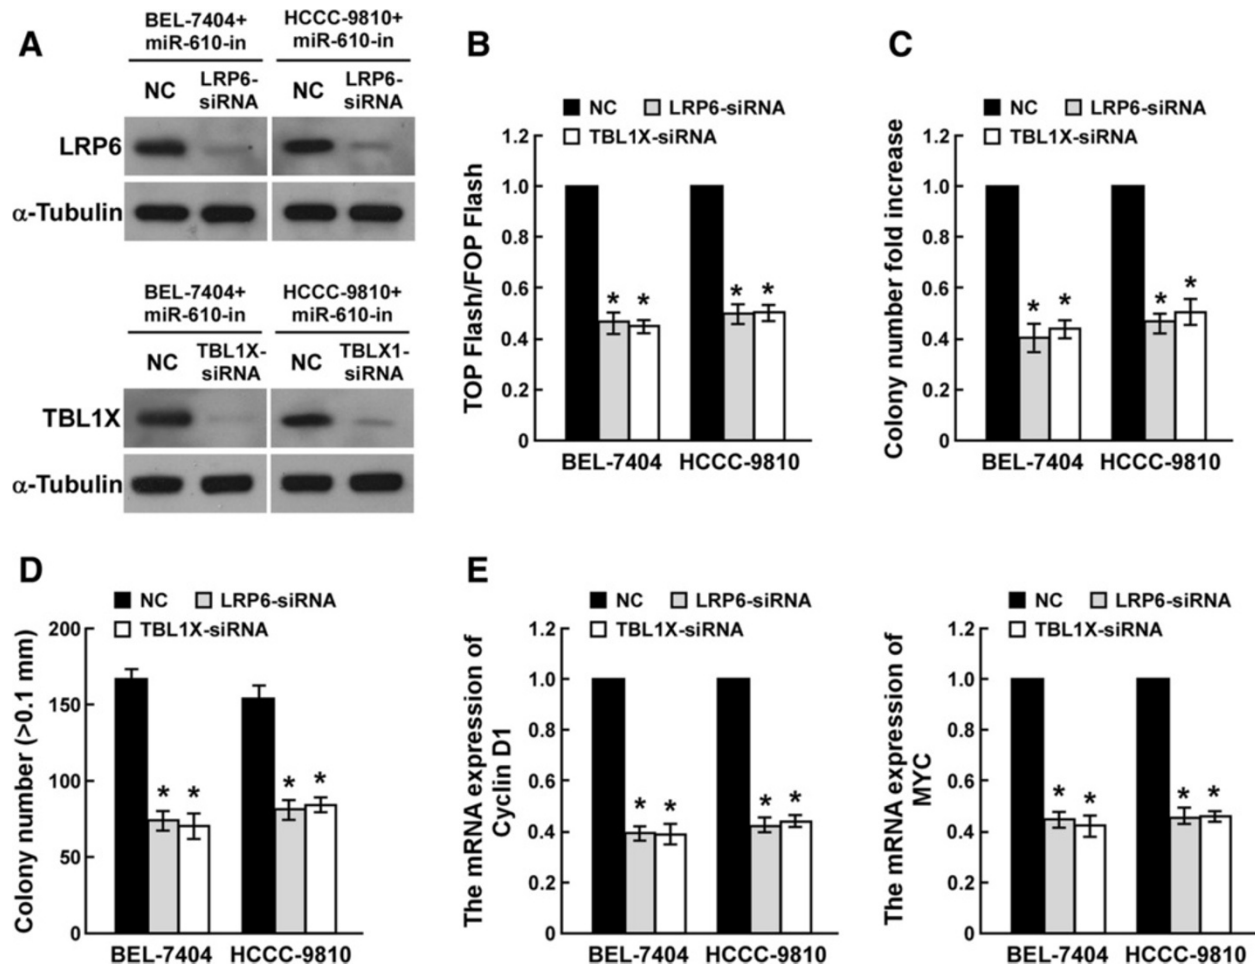 A
BEL-7404+
miR-610-in
HCCC-9810+
miR-610-in
NC
LRP6-
siRNA
NC
LRP6-
siRNA
LRP6
α-Tubulin
BEL-7404+
miR-610-in
HCCC-9810+
miR-610-in
NC
TBL1X-
siRNA
NC
TBLX1-
siRNA
TBL1X
α-Tubulin
B
NC LRP6-siRNA
TBL1X-siRNA
TOP Flash/FOP Flash
1.2
1.0
0.8
0.6
0.4
0.2
0
* * * *
BEL-7404 HCCC-9810
C
NC LRP6-siRNA
TBL1X-siRNA
Colony number fold increase
1.2
1.0
0.8
0.6
0.4
0.2
0
* * * *
BEL-7404 HCCC-9810
D
NC LRP6-siRNA
TBL1X-siRNA
Colony number (>0.1 mm)
200
150
100
50
0
* * * *
BEL-7404 HCCC-9810
E
NC LRP6-siRNA
TBL1X-siRNA
The mRNA expression of
Cyclin D1
1.2
1.0
0.8
0.6
0.4
0.2
0
* * * *
BEL-7404 HCCC-9810
NC LRP6-siRNA
TBL1X-siRNA
The mRNA expression of
MYC
1.2
1.0
0.8
0.6
0.4
0.2
0
* * * *
BEL-7404 HCCC-9810